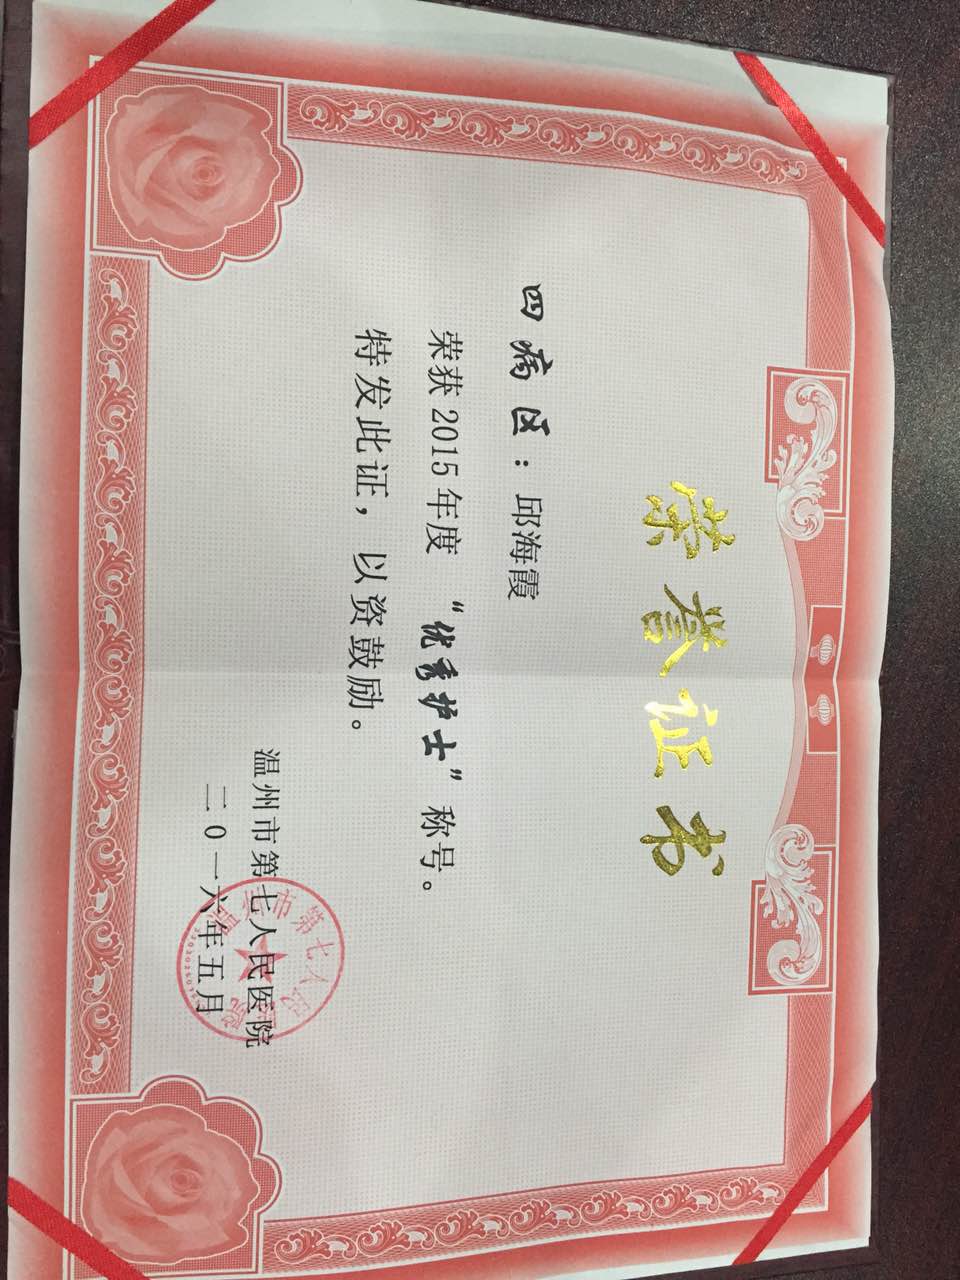 荣誉证书
四病区：邱海霞
荣获2015年度“优秀护士”称号。
特发此证，以资鼓励。
温州市第七人民医院
二0一六年五月